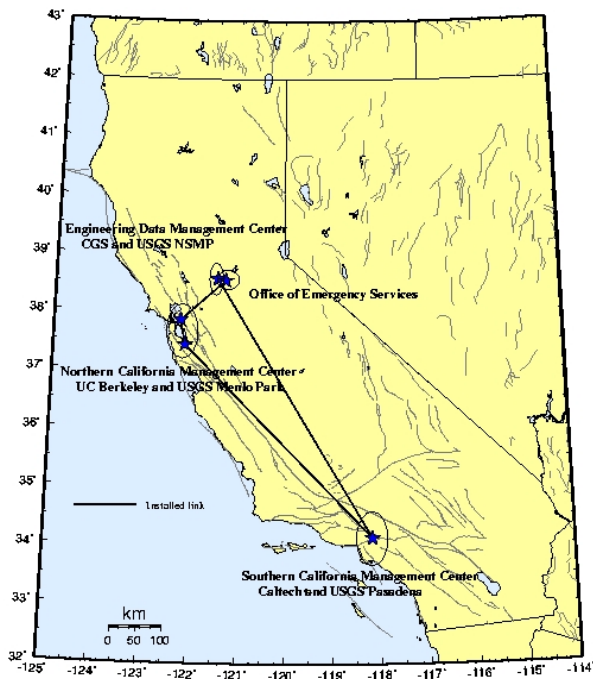 43˚
42˚
41˚
40˚
39˚
38˚
37˚
36˚
35˚
34˚
33˚
32˚
Engineering Data Management Center
CGS and USGS NSMP
Office of Emergency Services
Northern California Management Center
UC Berkeley and USGS Menlo Park
Installed link
Southern California Management Center
Caltech and USGS Pasadena
km
0 50 100
-125˚ -124˚ -123˚ -122˚ -121˚ -120˚ -119˚ -118˚ -117˚ -116˚ -115˚ -114˚